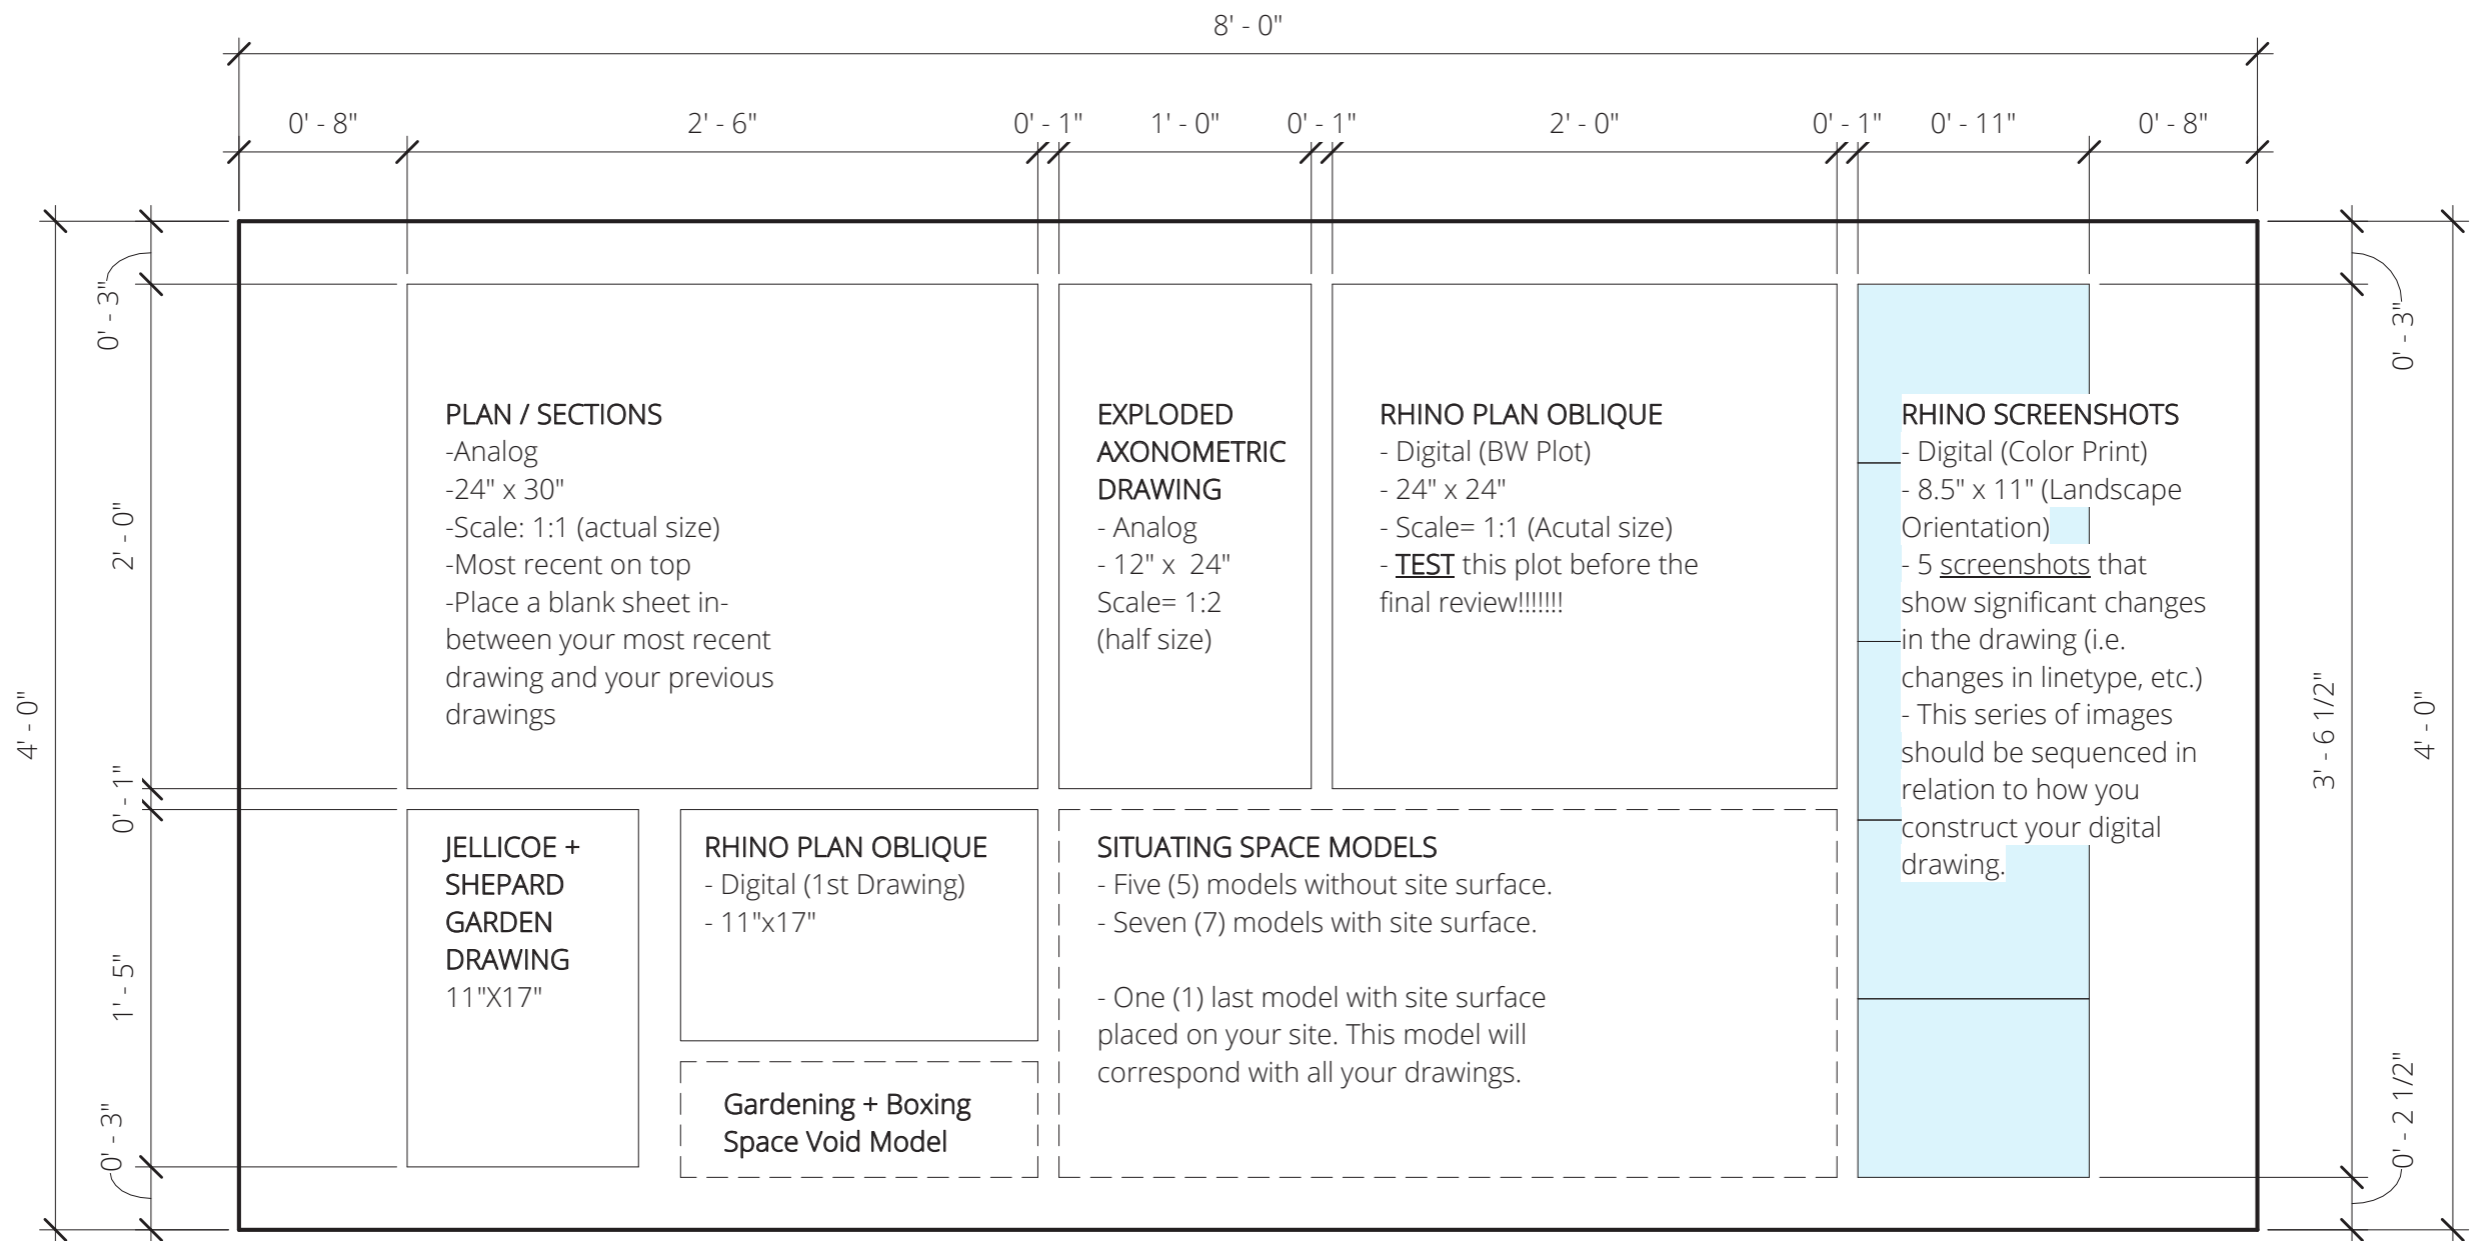 8' - 0"
0' - 8"
2' - 6"
0' - 1"
1' - 0"
0' - 1"
2' - 0"
0' - 1"
0' - 11"
0' - 8"
4' - 0"
0' - 3"
2' - 0"
0' - 1"
1' - 5"
0' - 3"
PLAN / SECTIONS
-Analog
-24" x 30"
-Scale: 1:1 (actual size)
-Most recent on top
-Place a blank sheet in-
between your most recent
drawing and your previous
drawings
EXPLODED
AXONOMETRIC
DRAWING
- Analog
- 12" x  24"
Scale= 1:2
(half size)
RHINO PLAN OBLIQUE
- Digital (BW Plot)
- 24" x 24"
- Scale= 1:1 (Acutal size)
- TEST this plot before the
final review!!!!!!!
RHINO SCREENSHOTS
- Digital (Color Print)
- 8.5" x 11" (Landscape
Orientation)
- 5 screenshots that
show significant changes
in the drawing (i.e.
changes in linetype, etc.)
- This series of images
should be sequenced in
relation to how you
construct your digital
drawing.
JELLICOE +
SHEPARD
GARDEN
DRAWING
11"X17"
RHINO PLAN OBLIQUE
- Digital (1st Drawing)
- 11"x17"
Gardening + Boxing
Space Void Model
SITUATING SPACE MODELS
- Five (5) models without site surface.
- Seven (7) models with site surface.
- One (1) last model with site surface
placed on your site. This model will
correspond with all your drawings.
0' - 3"
3' - 6 1/2"
0' - 2 1/2"
4' - 0"